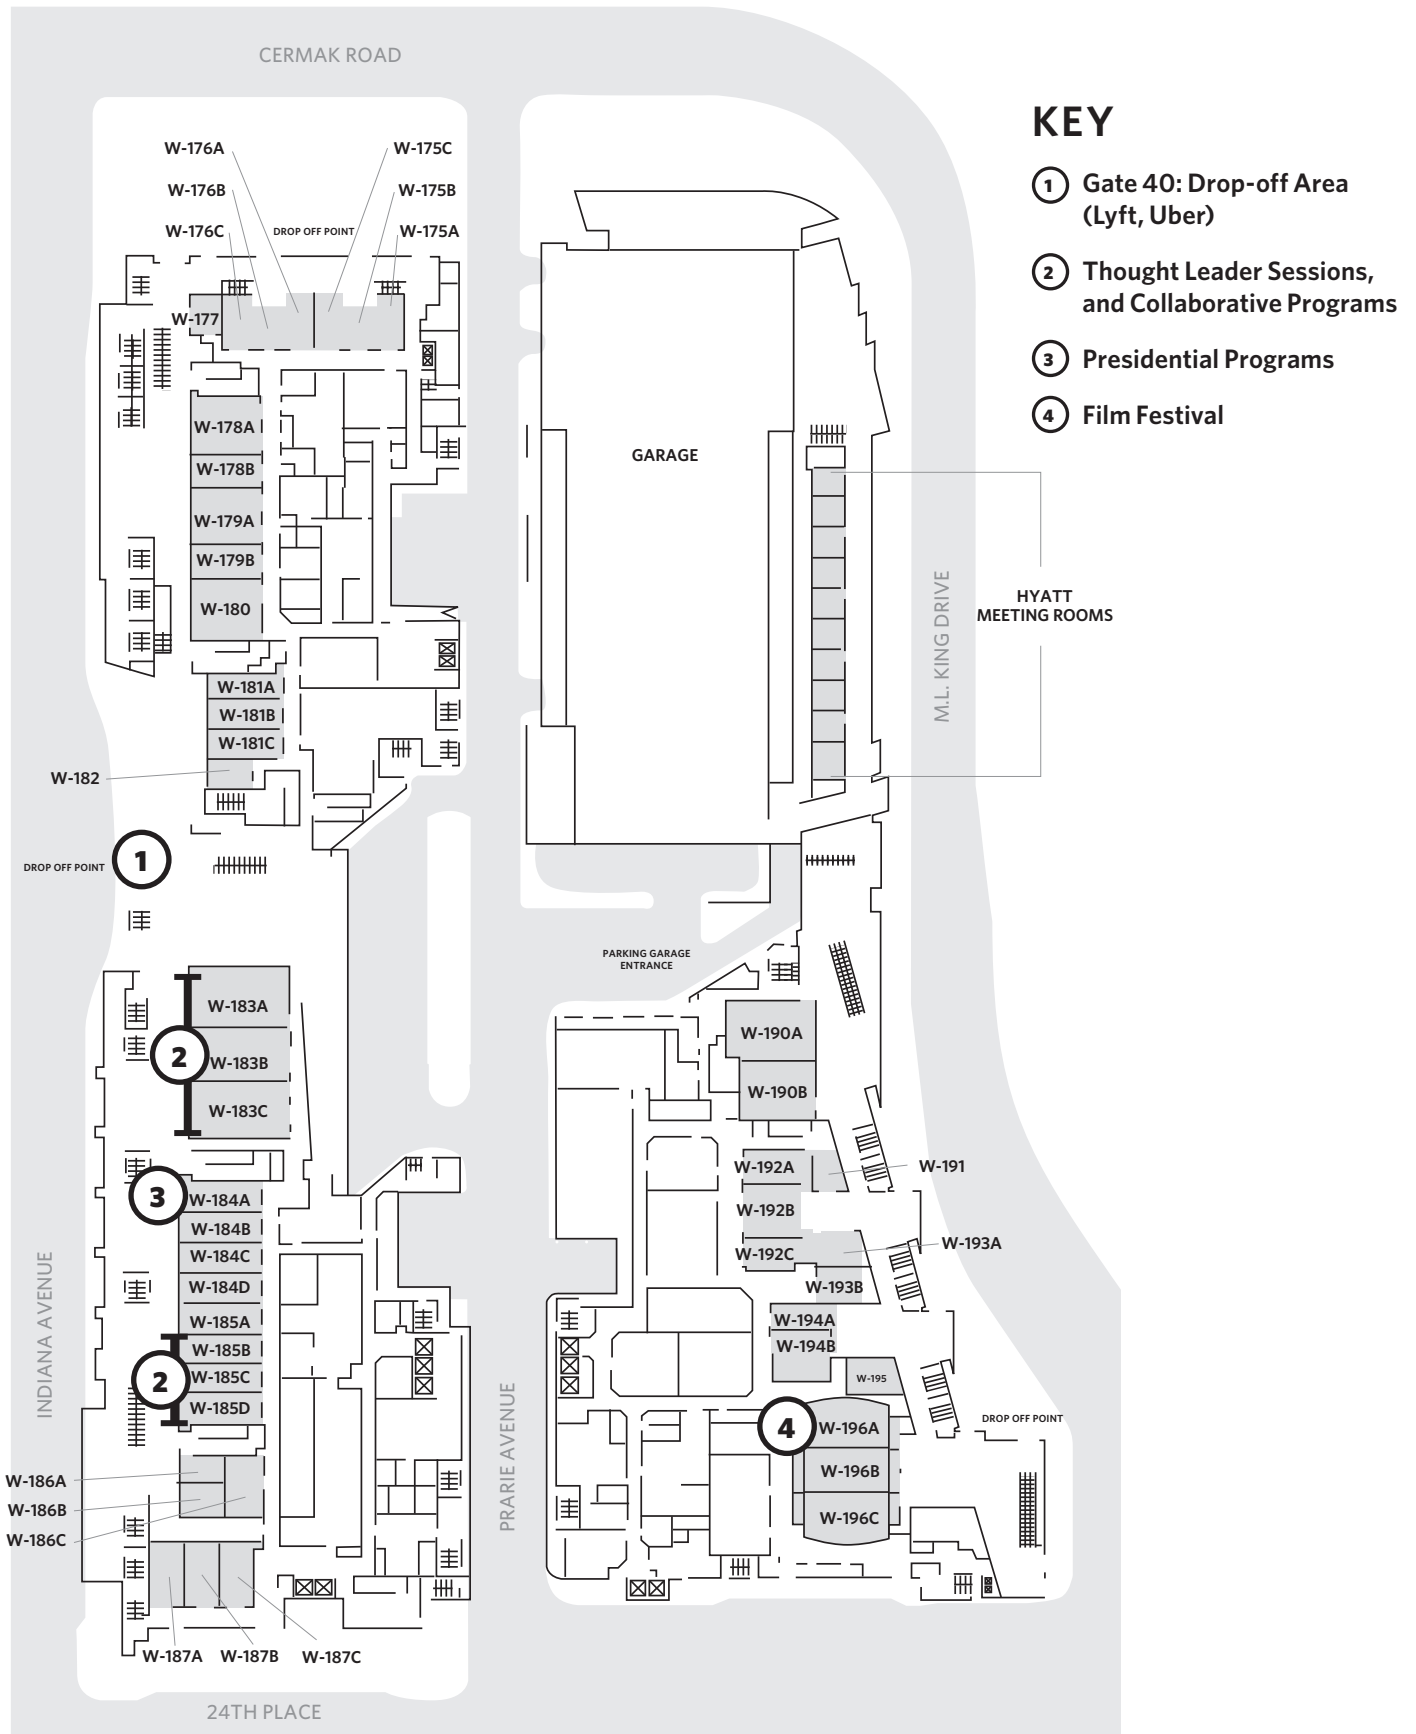 CERMAK ROAD
KEY
1 Gate 40: Drop-off Area
(Lyft, Uber)
2 Thought Leader Sessions,
and Collaborative Programs
3 Presidential Programs
4 Film Festival
W-176A
W-175C
W-176B
W-175B
W-176C
DROP OFF POINT
W-175A
W-177
W-178A
W-178B
W-179A
W-179B
W-180
W-181A
W-181B
W-181C
W-182
1
DROP OFF POINT
GARAGE
HYATT
MEETING ROOMS
M.L. KING DRIVE
PARKING GARAGE
ENTRANCE
W-183A
2
W-183B
W-183C
3
W-184A
W-184B
W-184C
W-184D
W-185A
W-185B
2
W-185C
W-185D
INDIANA AVENUE
W-186A
W-186B
W-186C
W-187A
W-187B
W-187C
PRARIE AVENUE
W-190A
W-190B
W-192A
W-191
W-192B
W-192C
W-193A
W-193B
W-194A
W-194B
W-195
4
W-196A
DROP OFF POINT
W-196B
W-196C
24TH PLACE